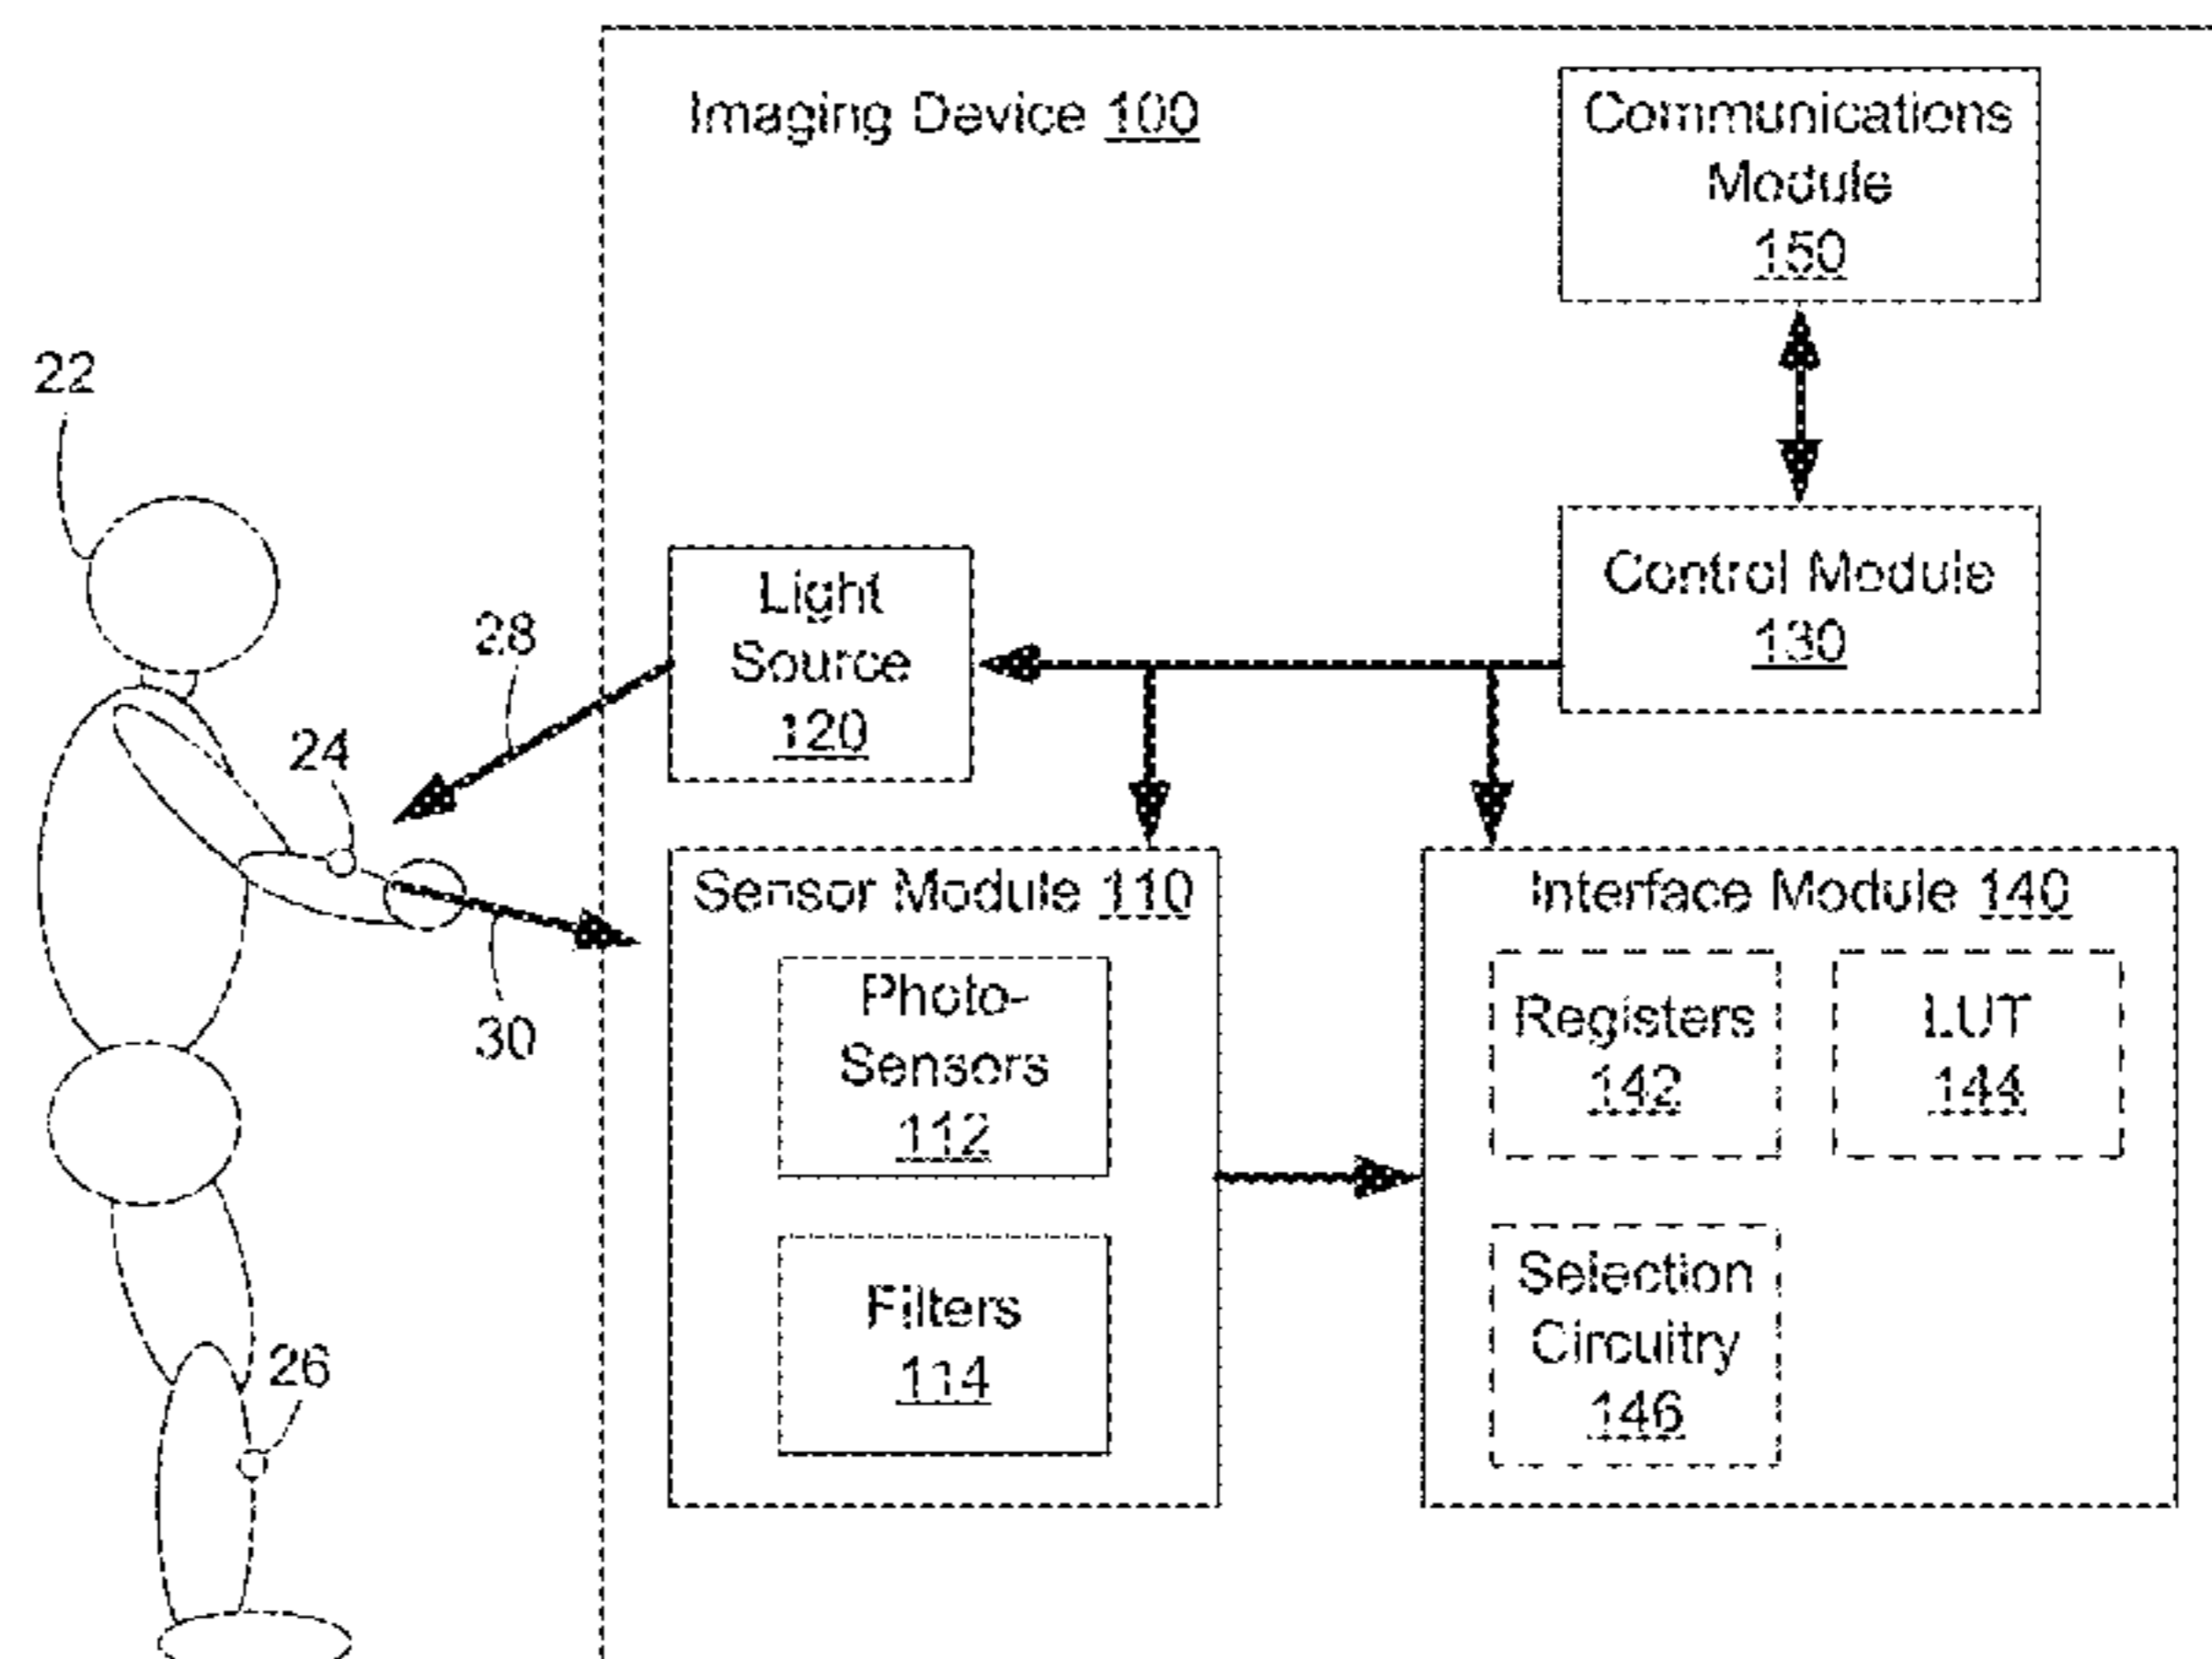 Imaging Device 100
Communications
Module
150
22
Control Module
130
Light
Source
120
28
24
Sensor Module 110
Photo-
Sensors
112
Filters
114
30
Interface Module 140
Registers
142
LUT
144
Selection
Circuitry
146
26